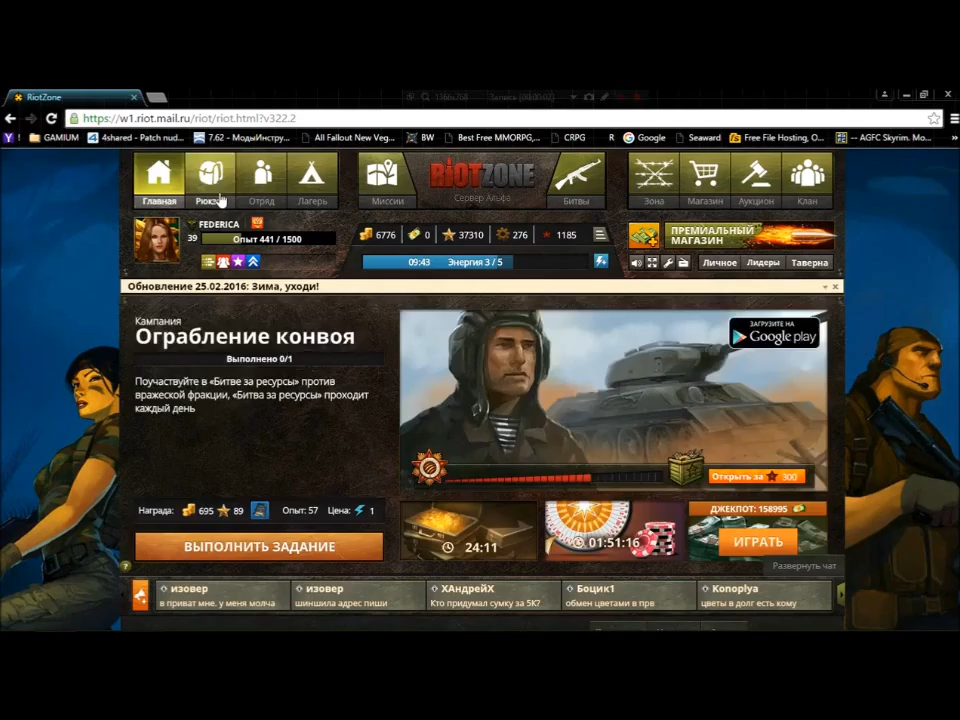 RiotZone
https://w1.riot.mail.ru/riot/riot.html?v322.2
GAMIUM 4shared - Patch nud... 7.62 - МодыИнстру... All Fallout New Veg... BW Best Free MMORPG,... CRPG R Google Seaward Free File Hosting, O... -- AGFC Skyrim. Mo...
RIOTZONE
Сервер Альфа
Главная Рюкз Отряд Лагерь Миссии Битвы Зона Магазин Аукцион Клан
FEDERICA
39 Опыт 441 / 1500
6776 0 37310 276 1185
ПРЕМИАЛЬНЫЙ
МАГАЗИН
09:43 Энергия 3 / 5
Личное Лидеры Таверна
Обновление 25.02.2016: Зима, уходи!
Кампания
Ограбление конвоя
Выполнено 0/1
Поучаствуйте в «Битве за ресурсы» против
вражеской фракции, «Битва за ресурсы» проходит
каждый день
ЗАГРУЗИТЕ НА
Google play
Открыть за 300
Награда: 695 89 Опыт: 57 Цена: 1
ВЫПОЛНИТЬ ЗАДАНИЕ
24:11
01:51:16
ДЖЕКПОТ: 158995
ИГРАТЬ
Развернуть чат
изовер
в приват мне. у меня молча
изовер
шиншила адрес пиши
ХАндрейХ
Кто придумал сумку за 5К?
Боцик1
обмен цветами в прв
Konoplya
цветы в долг есть кому